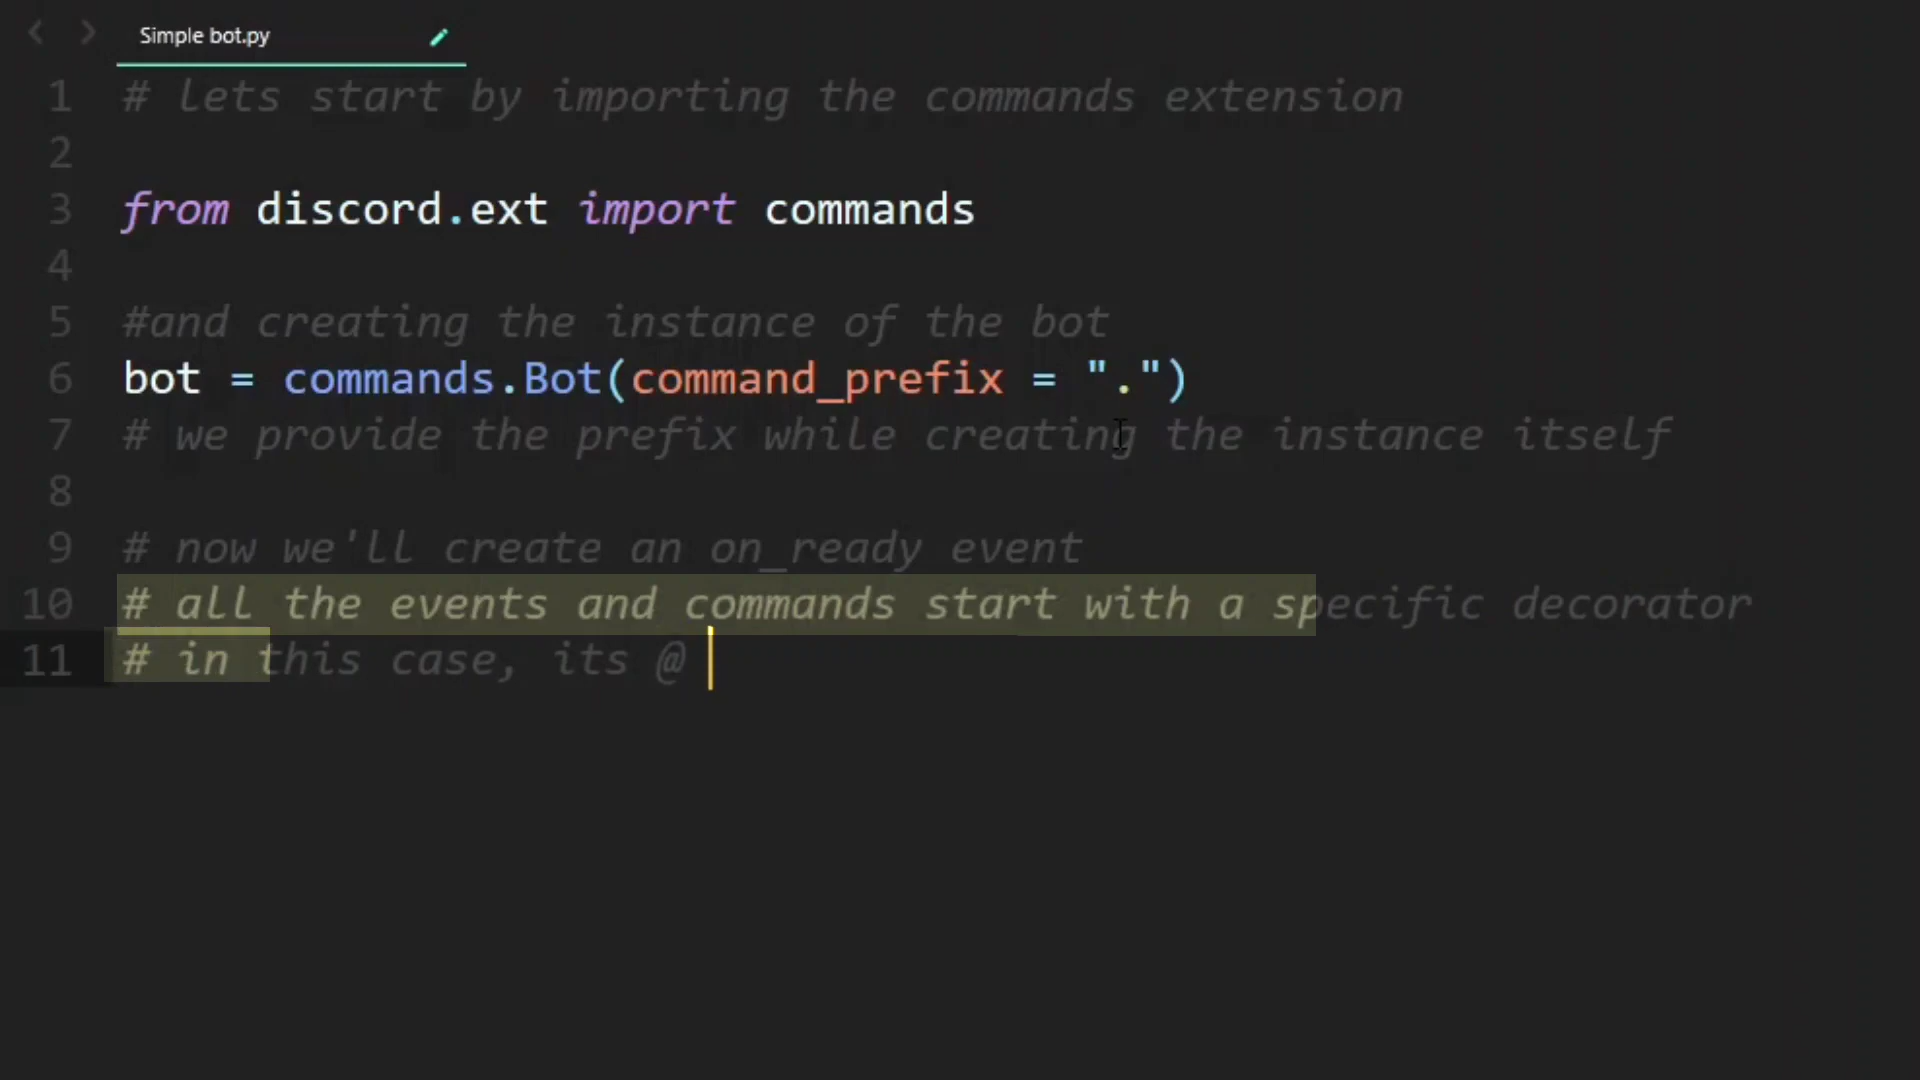 Simple bot.py
1 # lets start by importing the commands extension
2
3 from discord.ext import commands
4
5 #and creating the instance of the bot
6 bot = commands.Bot(command_prefix = ".")
7 # we provide the prefix while creating the instance itself
8
9 # now we'll create an on_ready event
10 # all the events and commands start with a specific decorator
11 # in this case, its @